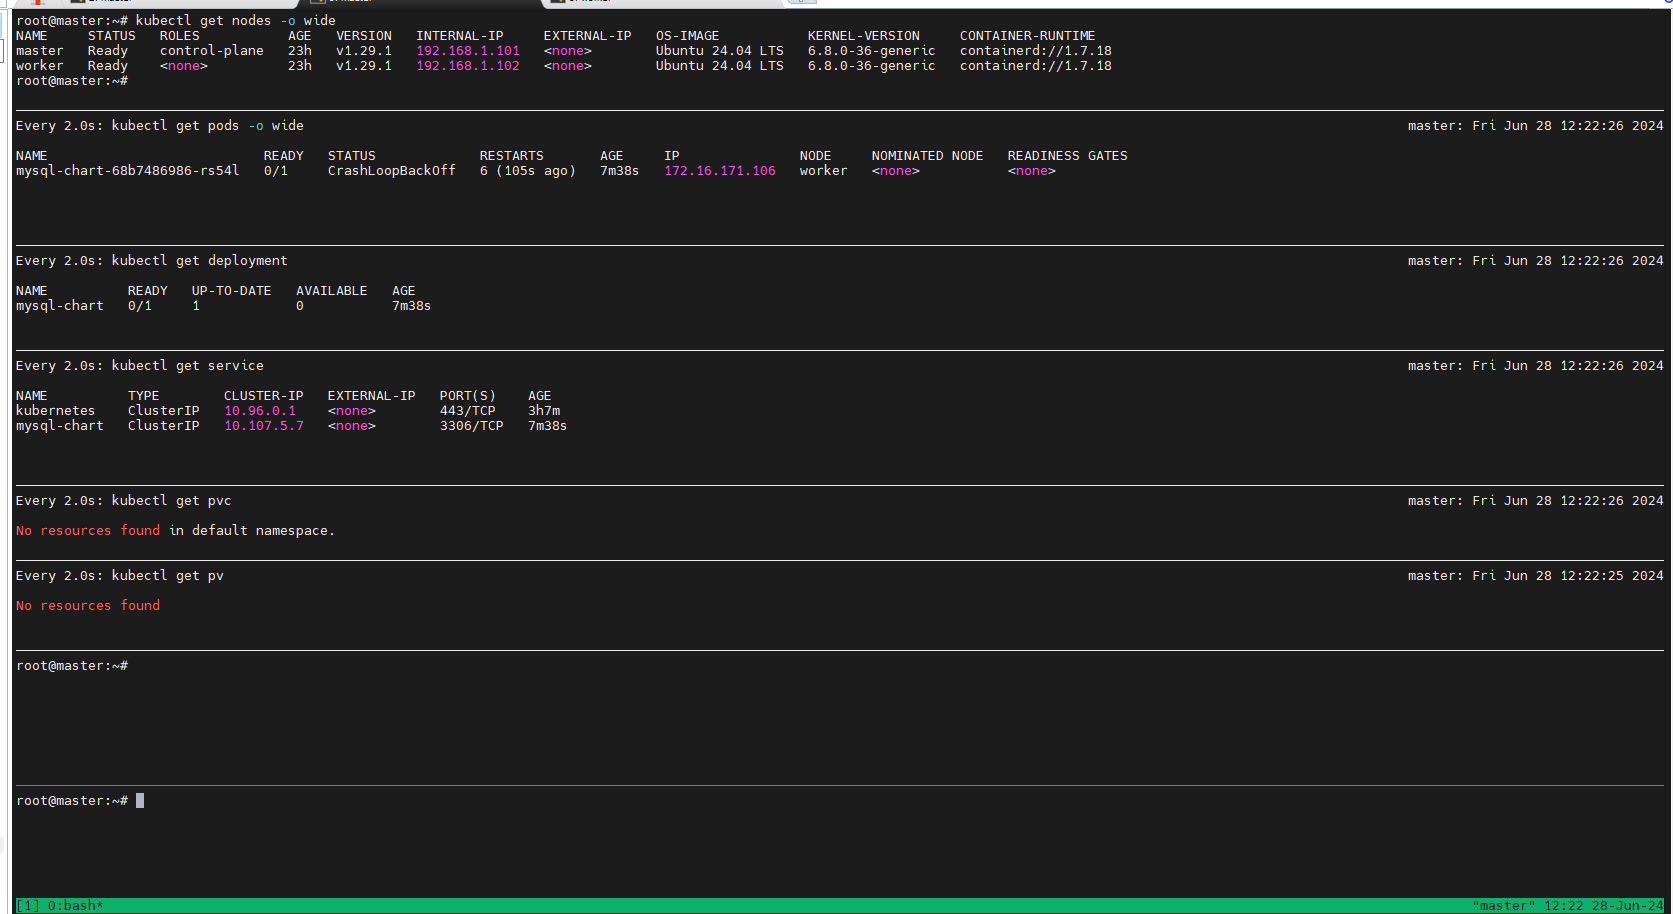 root@master:~# kubectl get nodes -o wide
NAME     STATUS   ROLES           AGE   VERSION   INTERNAL-IP     EXTERNAL-IP   OS-IMAGE           KERNEL-VERSION     CONTAINER-RUNTIME
master   Ready    control-plane   23h   v1.29.1   192.168.1.101   <none>        Ubuntu 24.04 LTS   6.8.0-36-generic   containerd://1.7.18
worker   Ready    <none>          23h   v1.29.1   192.168.1.102   <none>        Ubuntu 24.04 LTS   6.8.0-36-generic   containerd://1.7.18
root@master:~#
Every 2.0s: kubectl get pods -o wide master: Fri Jun 28 12:22:26 2024
NAME                           READY   STATUS             RESTARTS       AGE     IP               NODE     NOMINATED NODE   READINESS GATES
mysql-chart-68b7486986-rs54l   0/1     CrashLoopBackOff   6 (105s ago)   7m38s   172.16.171.106   worker   <none>           <none>
Every 2.0s: kubectl get deployment master: Fri Jun 28 12:22:26 2024
NAME          READY   UP-TO-DATE   AVAILABLE   AGE
mysql-chart   0/1     1            0           7m38s
Every 2.0s: kubectl get service master: Fri Jun 28 12:22:26 2024
NAME          TYPE        CLUSTER-IP   EXTERNAL-IP   PORT(S)    AGE
kubernetes    ClusterIP   10.96.0.1    <none>        443/TCP    3h7m
mysql-chart   ClusterIP   10.107.5.7   <none>        3306/TCP   7m38s
Every 2.0s: kubectl get pvc master: Fri Jun 28 12:22:26 2024
No resources found in default namespace.
Every 2.0s: kubectl get pv master: Fri Jun 28 12:22:25 2024
No resources found
root@master:~#
root@master:~#
[1] 0:bash* "master" 12:22 28-Jun-24